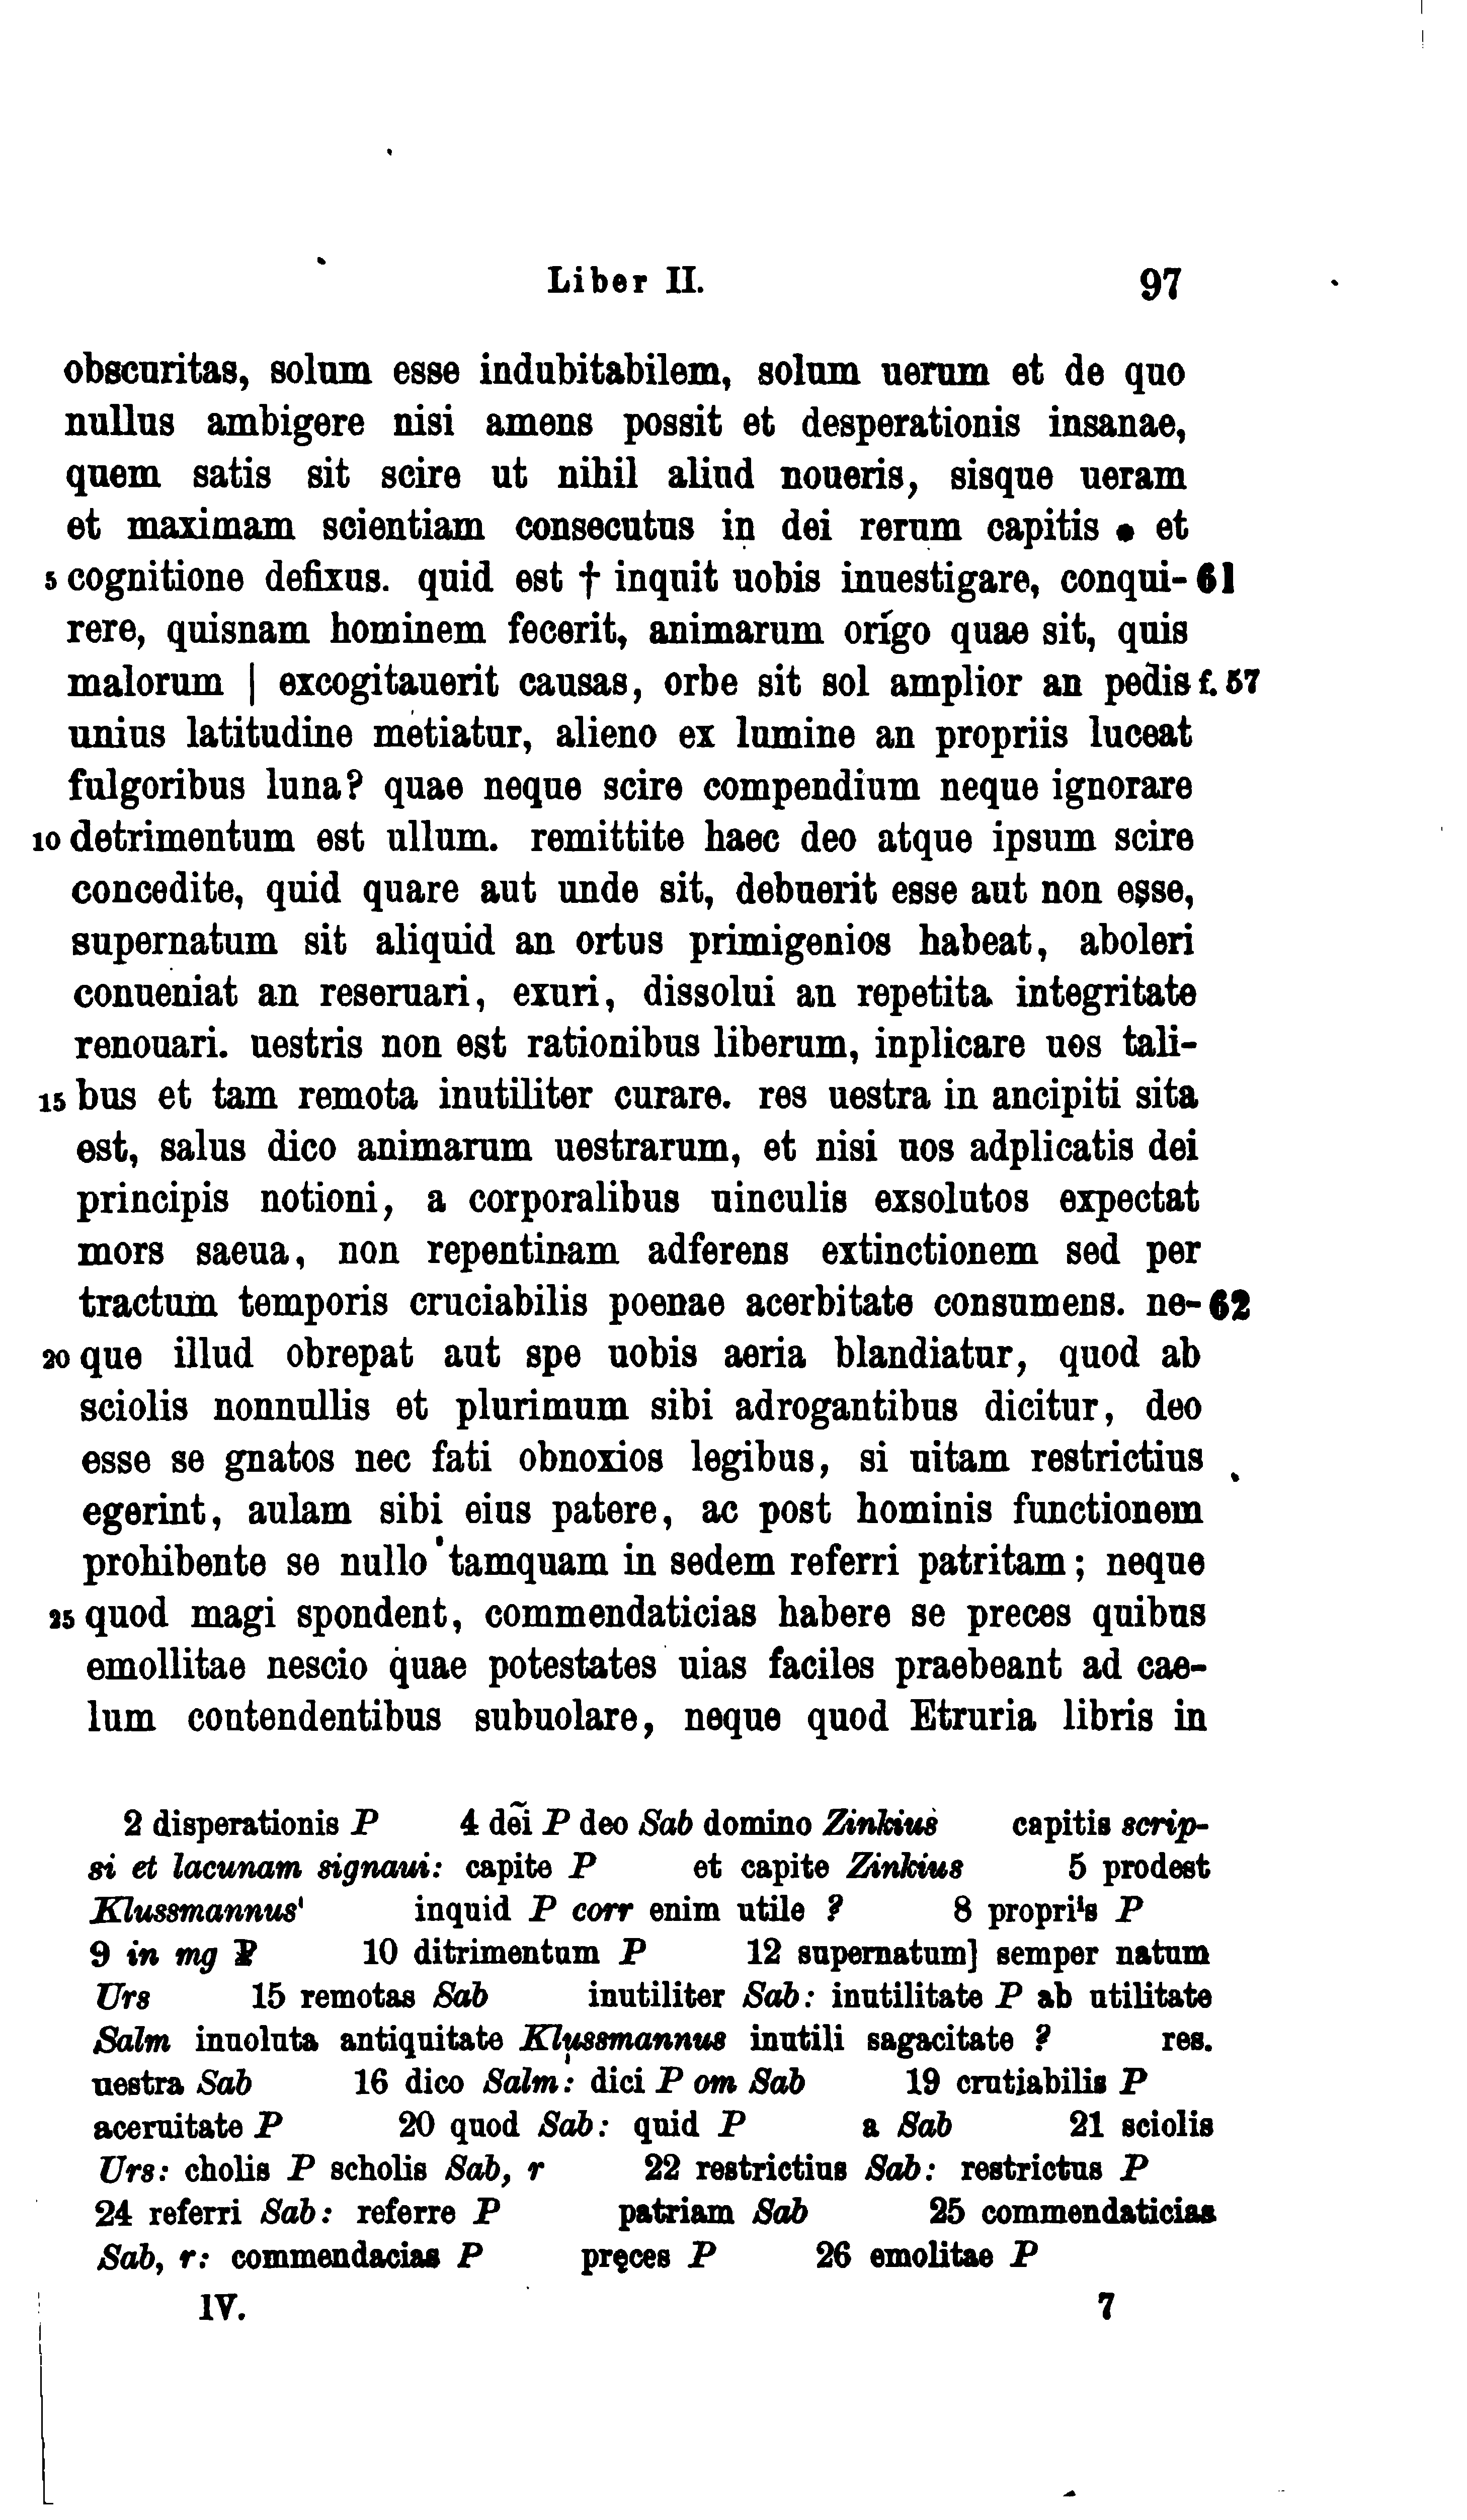 Liber II. 97
obscuritas, solum esse indubitabilem, solum uerum et de quo
nullus ambigere nisi amens possit et desperationis insanae,
quem satis sit scire ut nihil aliud noueris, sisque ueram
et maximam scientiam consecutus in dei rerum capitis • et
5 cognitione defixus. quid est † inquit uobis inuestigare, conqui- 61
rere, quisnam hominem fecerit, animarum origo quae sit, quis
malorum | excogitauerit causas, orbe sit sol amplior an pedis f. 57
unius latitudine metiatur, alieno ex lumine an propriis luceat
fulgoribus luna? quae neque scire compendium neque ignorare
10 detrimentum est ullum. remittite haec deo atque ipsum scire
concedite, quid quare aut unde sit, debuerit esse aut non esse,
supernatum sit aliquid an ortus primigenios habeat, aboleri
conueniat an reseruari, exuri, dissolui an repetita integritate
renouari. uestris non est rationibus liberum, inplicare uos tali-
15 bus et tam remota inutiliter curare. res uestra in ancipiti sita
est, salus dico animarum uestrarum, et nisi uos adplicatis dei
principis notioni, a corporalibus uinculis exsolutos expectat
mors saeua, non repentinam adferens extinctionem sed per
tractum temporis cruciabilis poenae acerbitate consumens. ne- 62
20 que illud obrepat aut spe uobis aeria blandiatur, quod ab
sciolis nonnullis et plurimum sibi adrogantibus dicitur, deo
esse se gnatos nec fati obnoxios legibus, si uitam restrictius
egerint, aulam sibi eius patere, ac post hominis functionem
prohibente se nullo tamquam in sedem referri patritam; neque
25 quod magi spondent, commendaticias habere se preces quibus
emollitae nescio quae potestates uias faciles praebeant ad cae-
lum contendentibus subuolare, neque quod Etruria libris in
2 disperationis P 4 dẽi P deo Sab domino Zinkius capitis scrip-
si et lacunam signaui: capite P et capite Zinkius 5 prodest
Klussmannus inquid P corr enim utile ? 8 propriⁱs P
9 in mg P 10 ditrimentum P 12 supernatum] semper natum
Urs 15 remotas Sab inutiliter Sab: inutilitate P ab utilitate
Salm inuoluta antiquitate Klussmannus inutili sagacitate ? res.
uestra Sab 16 dico Salm: dici P om Sab 19 crutiabilis P
aceruitate P 20 quod Sab: quid P a Sab 21 sciolis
Urs: cholis P scholis Sab, r 22 restrictius Sab: restrictus P
24 referri Sab: referre P patriam Sab 25 commendaticias
Sab, r: commendacias P pręces P 26 emolitae P
IV. 7